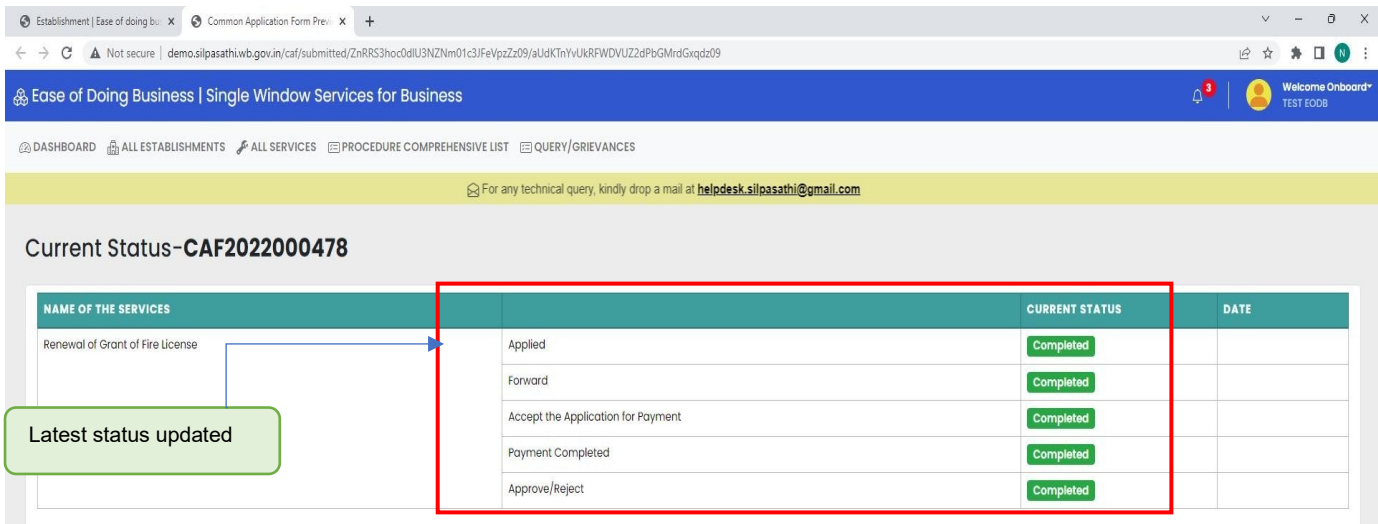 Establishment | Ease of doing bu
Common Application Form Prev
Not secure | demo.silpasathi.wb.gov.in/caf/submitted/ZnRRS3hoc0dIU3NZNm01c3JFeVpzZz09/aUdKTnYvUkRFWDVUZ2dPbGMrdGxqdz09
N
Ease of Doing Business | Single Window Services for Business
3
Welcome Onboard
TEST EODB
DASHBOARD ALL ESTABLISHMENTS ALL SERVICES PROCEDURE COMPREHENSIVE LIST QUERY/GRIEVANCES
For any technical query, kindly drop a mail at helpdesk.silpasathi@gmail.com
Current Status-CAF2022000478
NAME OF THE SERVICES CURRENT STATUS DATE
Renewal of Grant of Fire License Applied Completed
Forward Completed
Accept the Application for Payment Completed
Latest status updated
Payment Completed Completed
Approve/Reject Completed